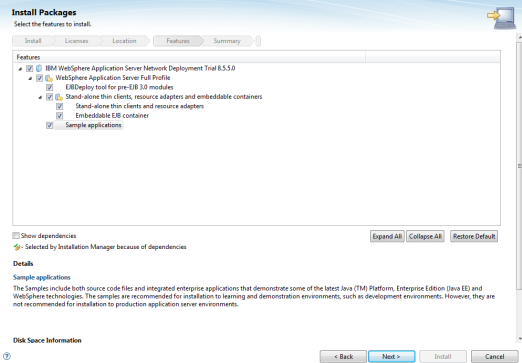 Install Packages
Select the features to install.
Install Licenses Location Features Summary
Features
IBM WebSphere Application Server Network Deployment Trial 8.5.5.0
WebSphere Application Server Full Profile
EJBDeploy tool for pre-EJB 3.0 modules
Stand-alone thin clients, resource adapters and embeddable containers
Stand-alone thin clients and resource adapters
Embeddable EJB container
Sample applications
Show dependencies
Expand All Collapse All Restore Default
- Selected by Installation Manager because of dependencies
Details
Sample applications
The Samples include both source code files and integrated enterprise applications that demonstrate some of the latest Java (TM) Platform, Enterprise Edition (Java EE) and
WebSphere technologies. The samples are recommended for installation to learning and demonstration environments, such as development environments. However, they are
not recommended for installation to production application server environments.
Disk Space Information
? < Back Next > Install Cancel